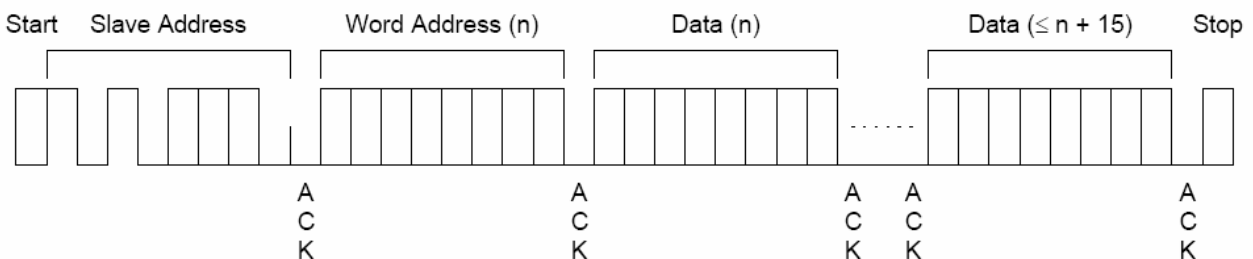 Start Slave Address Word Address (n) Data (n) Data (≤ n + 15) Stop
A A A A A
C C C C C
K K K K K